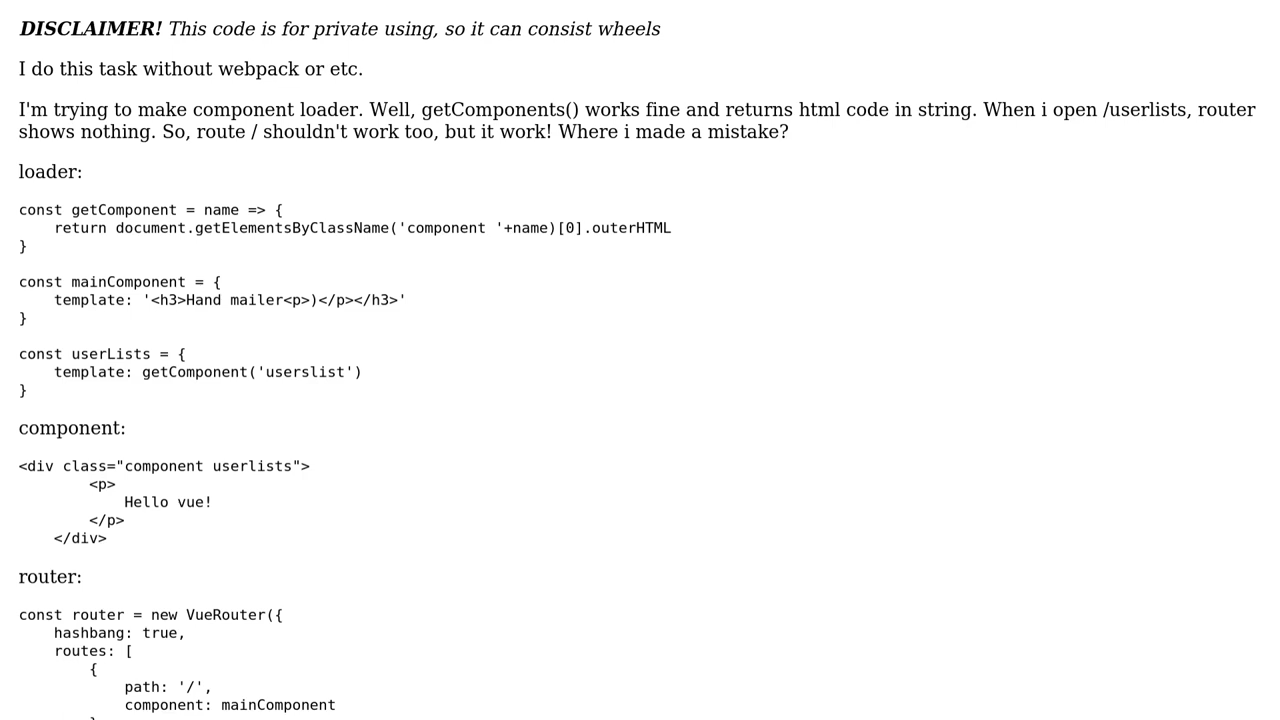 DISCLAIMER! This code is for private using, so it can consist wheels
I do this task without webpack or etc.
I'm trying to make component loader. Well, getComponents() works fine and returns html code in string. When i open /userlists, router
shows nothing. So, route / shouldn't work too, but it work! Where i made a mistake?
loader:
const getComponent = name => {
    return document.getElementsByClassName('component '+name)[0].outerHTML
}
const mainComponent = {
    template: '<h3>Hand mailer<p>)</p></h3>'
}
const userLists = {
    template: getComponent('userslist')
}
component:
<div class="component userlists">
        <p>
            Hello vue!
        </p>
    </div>
router:
const router = new VueRouter({
    hashbang: true,
    routes: [
        {
            path: '/',
            component: mainComponent